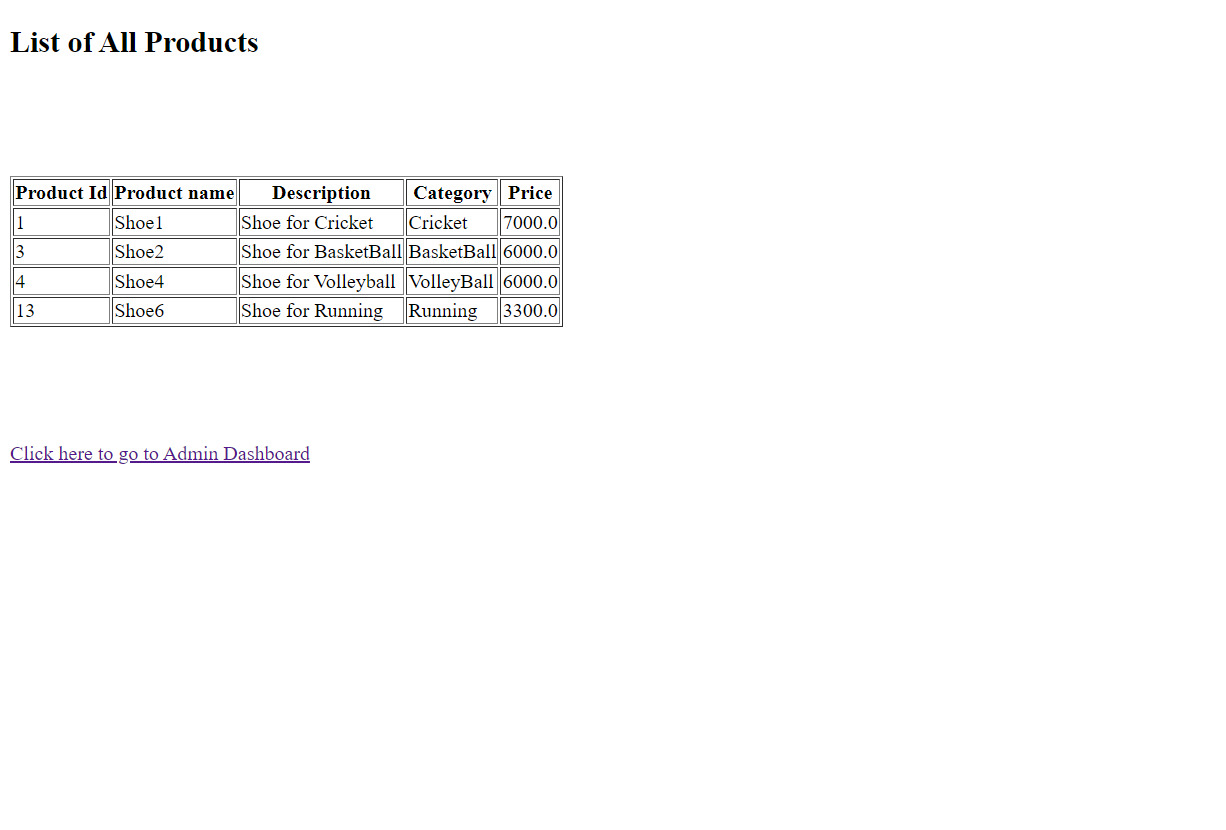 List of All Products
Product Id Product name Description Category Price
1 Shoe1 Shoe for Cricket Cricket 7000.0
3 Shoe2 Shoe for BasketBall BasketBall 6000.0
4 Shoe4 Shoe for Volleyball VolleyBall 6000.0
13 Shoe6 Shoe for Running Running 3300.0
Click here to go to Admin Dashboard